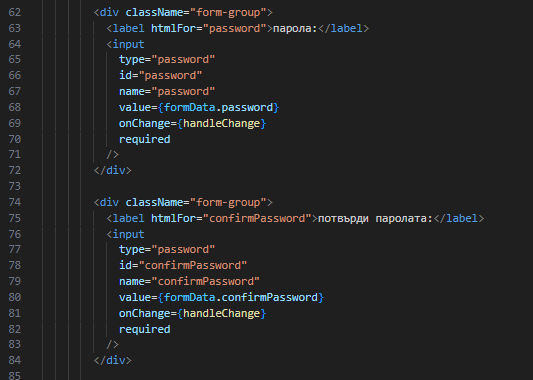 62 <div className="form-group">
63 <label htmlFor="password">парола:</label>
64 <input
65 type="password"
66 id="password"
67 name="password"
68 value={formData.password}
69 onChange={handleChange}
70 required
71 />
72 </div>
73
74 <div className="form-group">
75 <label htmlFor="confirmPassword">потвърди паролата:</label>
76 <input
77 type="password"
78 id="confirmPassword"
79 name="confirmPassword"
80 value={formData.confirmPassword}
81 onChange={handleChange}
82 required
83 />
84 </div>
85